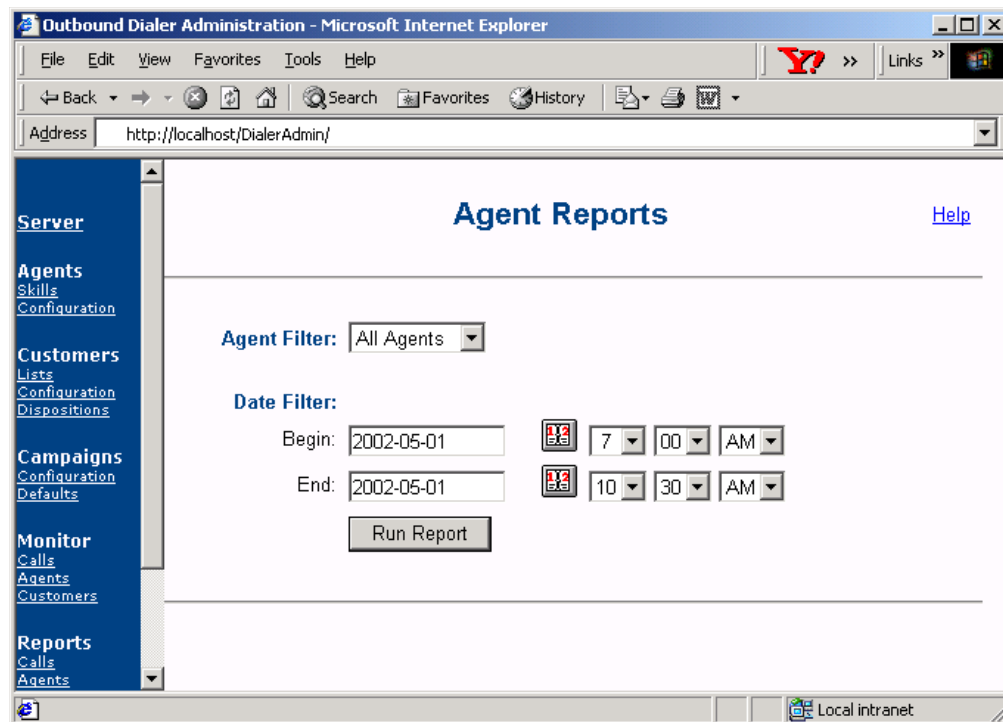 Outbound Dialer Administration - Microsoft Internet Explorer
File Edit View Favorites Tools Help
Y! » Links »
Back Search Favorites History W
Address http://localhost/DialerAdmin/
Server
Agents
Skills
Configuration
Customers
Lists
Configuration
Dispositions
Campaigns
Configuration
Defaults
Monitor
Calls
Agents
Customers
Reports
Calls
Agents
Agent Reports
Help
Agent Filter: All Agents
Date Filter:
Begin: 2002-05-01 12 7 00 AM
End: 2002-05-01 12 10 30 AM
Run Report
Local intranet